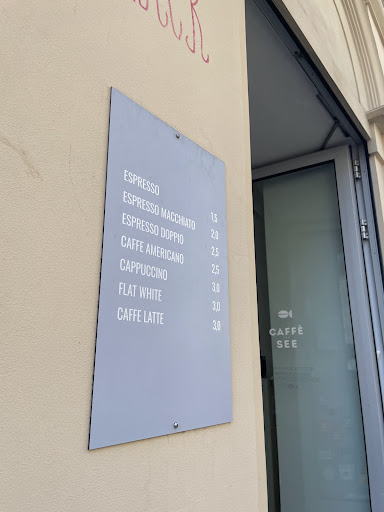 ESPRESSO 1,5
ESPRESSO MACCHIATO 2,0
ESPRESSO DOPPIO 2,5
CAFFE AMERICANO 2,5
CAPPUCCINO 3,0
FLAT WHITE 3,0
CAFFE LATTE 3,0
CAFFÈ
SEE